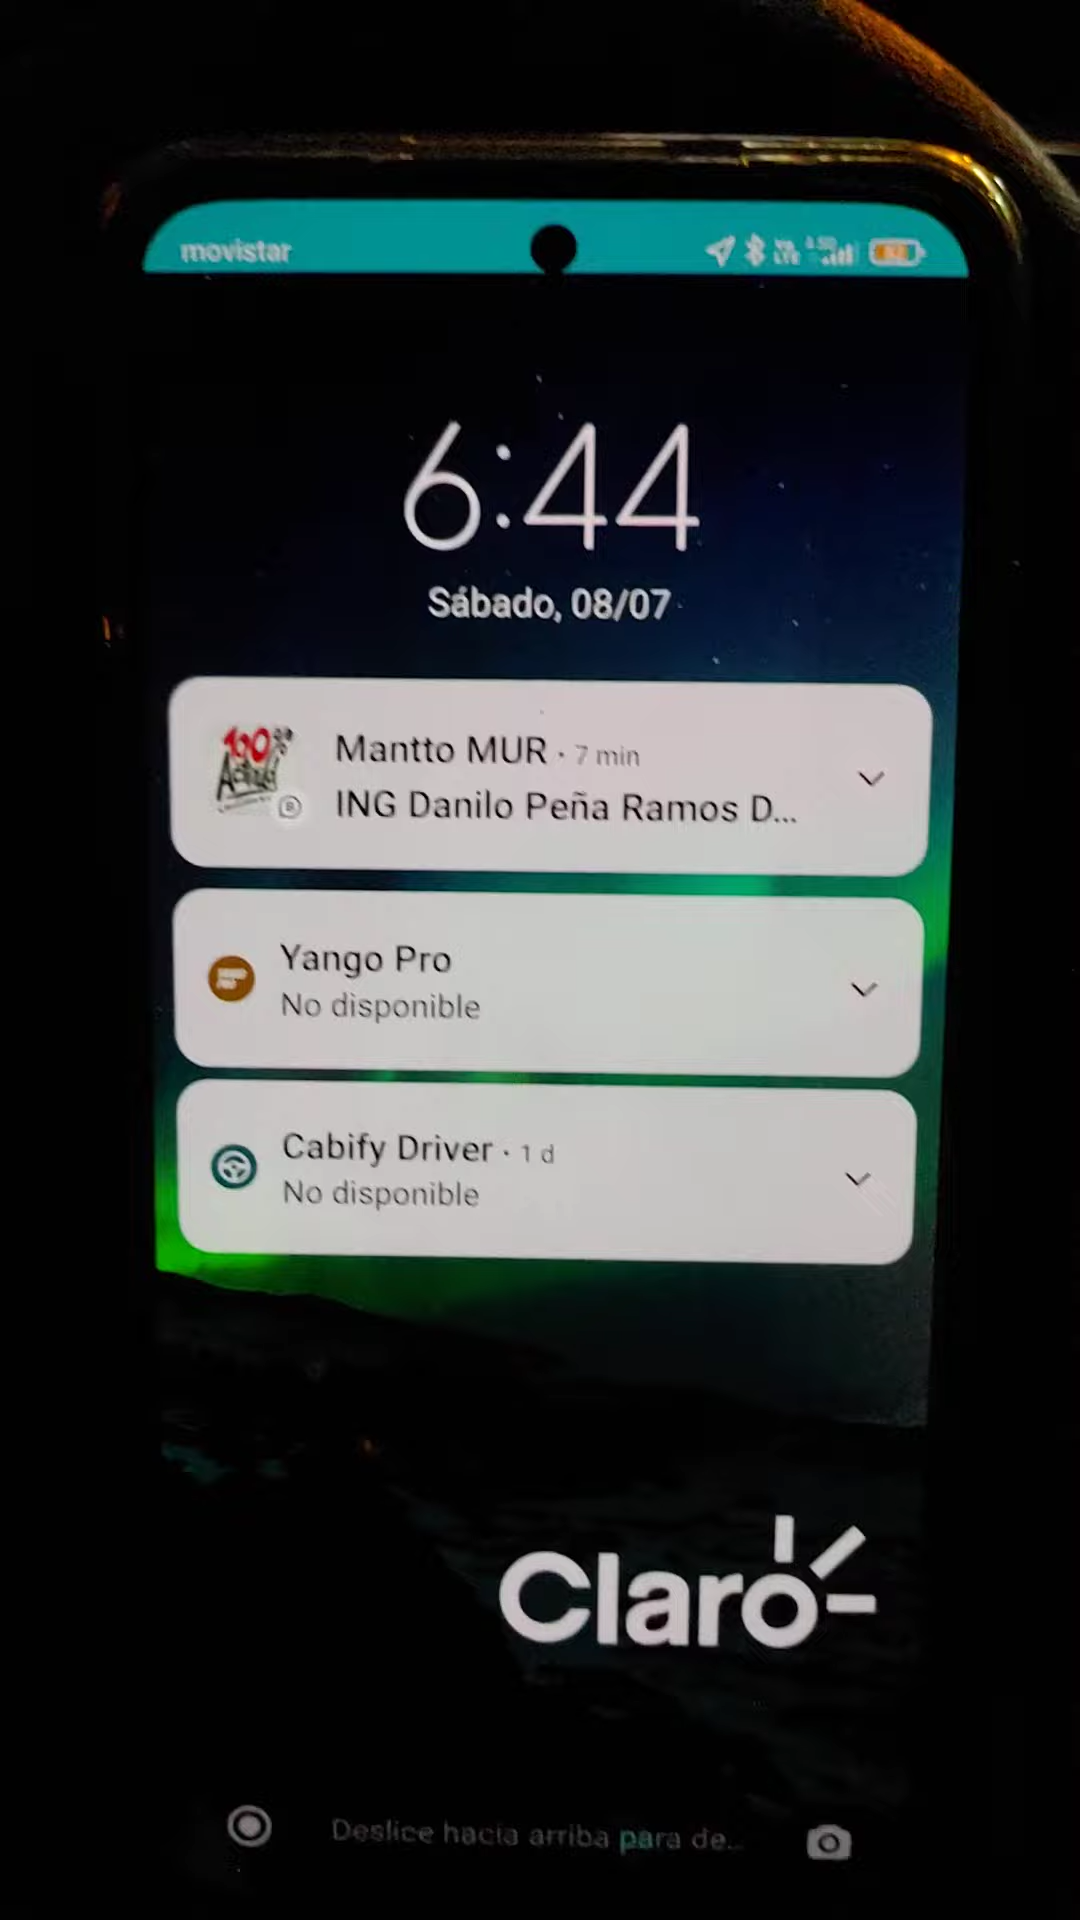 movistar
6:44
Sábado, 08/07
100%
Mantto MUR · 7 min
ING Danilo Peña Ramos D...
Yango Pro
No disponible
Cabify Driver · 1 d
No disponible
Claro
Deslice hacia arriba para de...